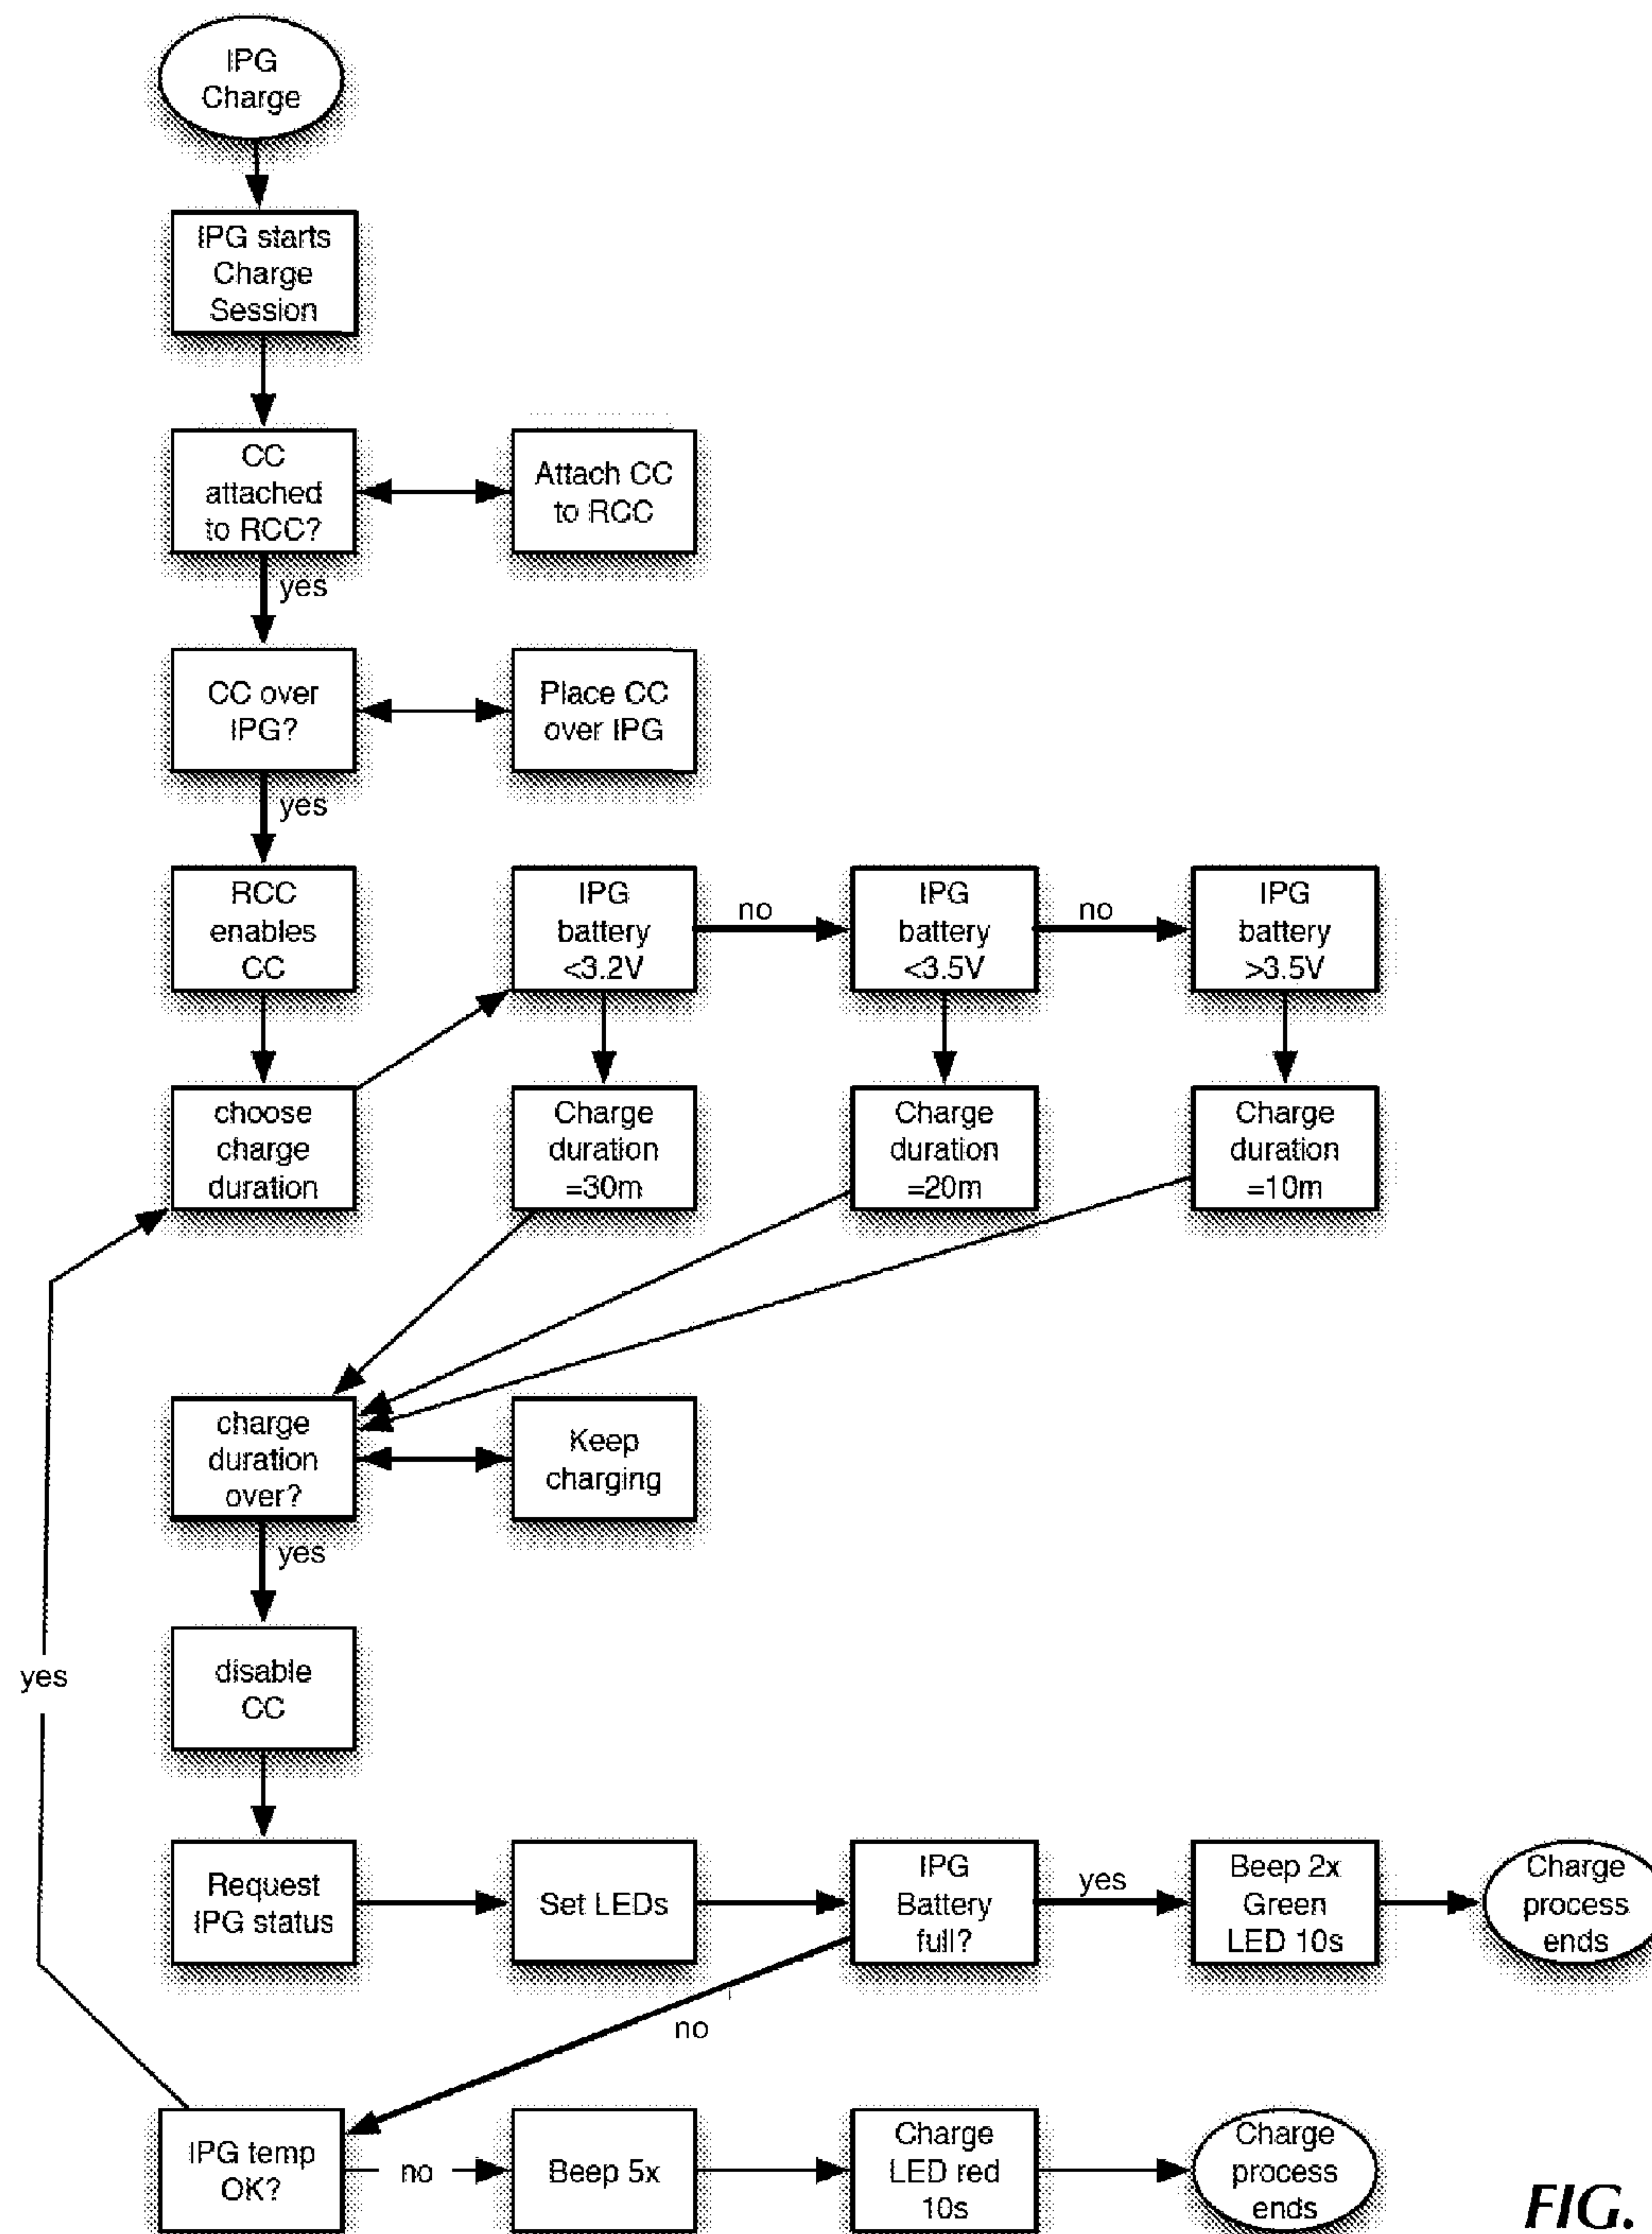 IPG
Charge
IPG starts
Charge
Session
CC
attached
to RCC?
Attach CC
to RCC
yes
CC over
IPG?
Place CC
over IPG
yes
RCC
enables
CC
IPG
battery
<3.2V
no
IPG
battery
<3.5V
no
IPG
battery
>3.5V
choose
charge
duration
Charge
duration
=30m
Charge
duration
=20m
Charge
duration
=10m
charge
duration
over?
Keep
charging
yes
disable
CC
yes
Request
IPG status
Set LEDs
IPG
Battery
full?
yes
Beep 2x
Green
LED 10s
Charge
process
ends
no
IPG temp
OK?
no
Beep 5x
Charge
LED red
10s
Charge
process
ends
FIG.